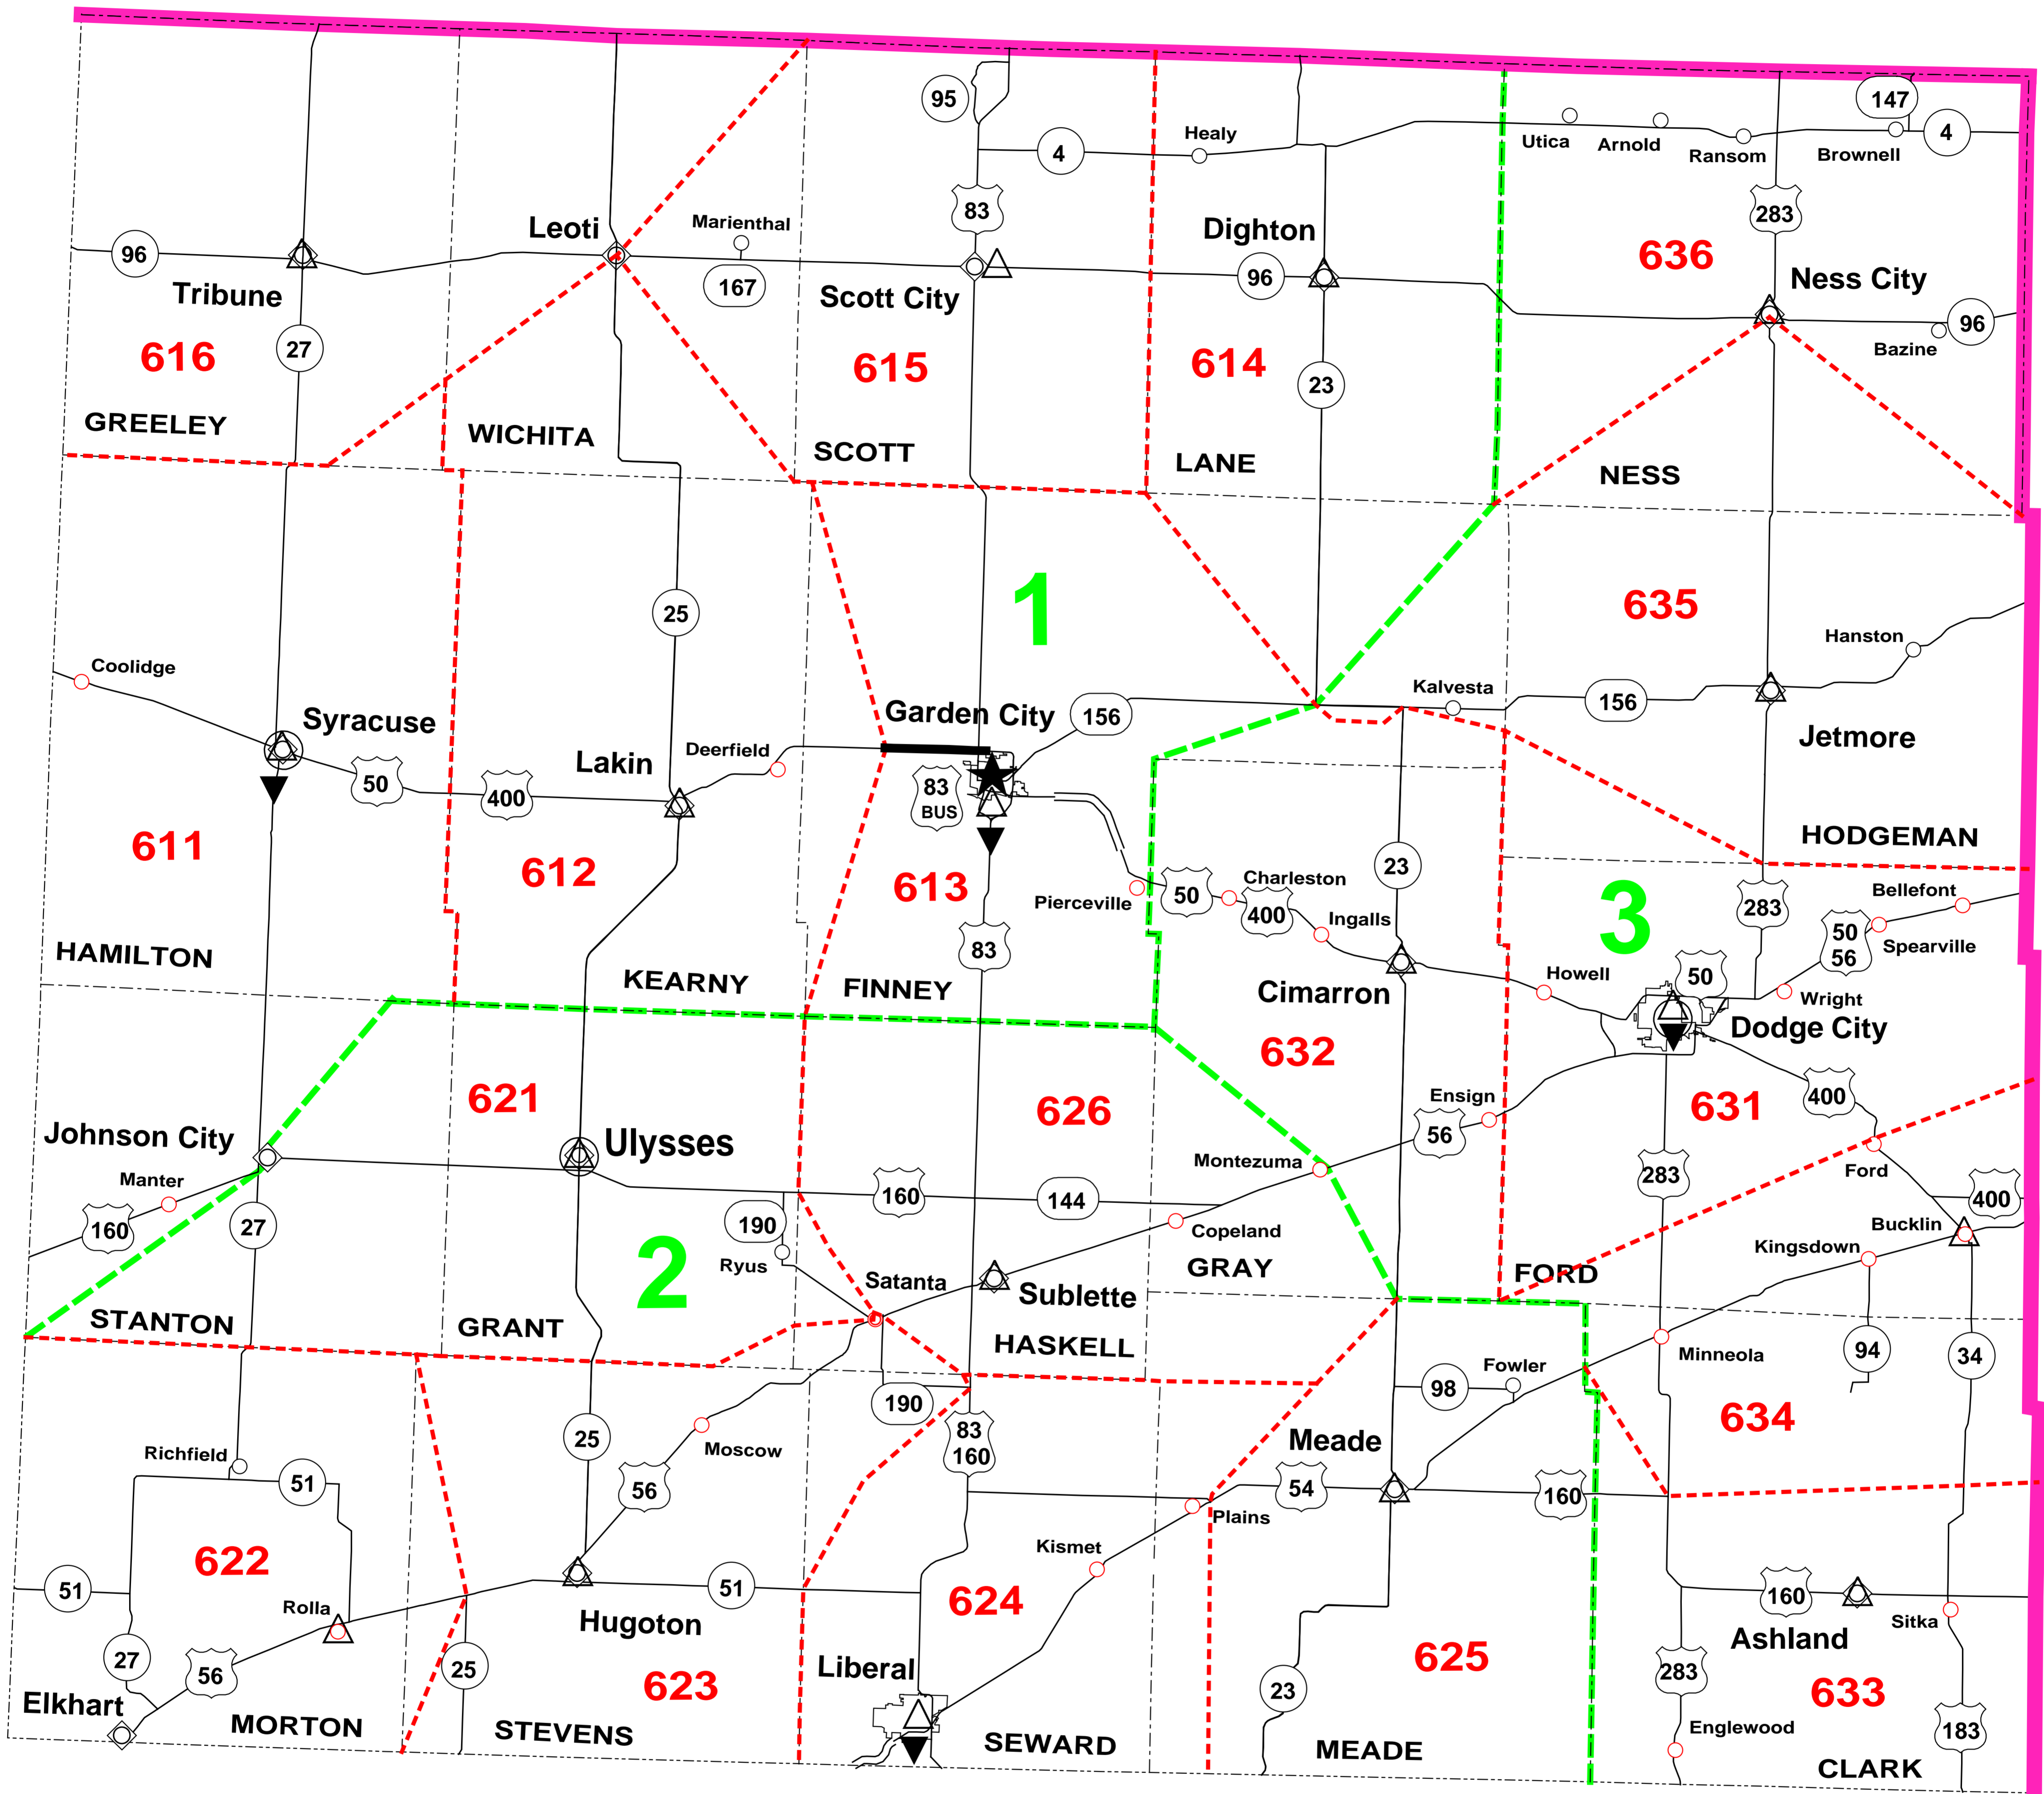 147
95
Healy
4
Utica
Arnold
Ransom
Brownell
4
83
283
Leoti
Marienthal
Dighton
636
96
Tribune
167
Scott City
96
Ness City
96
Bazine
616
27
615
614
23
GREELEY
WICHITA
SCOTT
LANE
NESS
25
1
635
Hanston
Coolidge
Syracuse
Garden City
156
Kalvesta
156
Jetmore
Lakin
Deerfield
50
400
83
BUS
611
612
613
Pierceville
50
Charleston
400
Ingalls
23
3
HODGEMAN
283
Bellefont
50
56
Spearville
HAMILTON
KEARNY
FINNEY
83
Cimarron
Howell
50
Wright
Dodge City
632
621
626
Ensign
631
400
Johnson City
Ulysses
56
Manter
Montezuma
283
Ford
160
27
190
160
144
Copeland
400
Bucklin
2
Ryus
Satanta
Sublette
GRAY
Kingsdown
FORD
STANTON
GRANT
HASKELL
Minneola
94
34
190
98
Fowler
25
Moscow
83
160
Meade
634
Richfield
51
56
54
160
Plains
622
Kismet
51
Rolla
51
624
160
Hugoton
Ashland
Sitka
27
56
25
623
Liberal
625
283
633
Elkhart
23
MORTON
STEVENS
SEWARD
MEADE
Englewood
183
CLARK